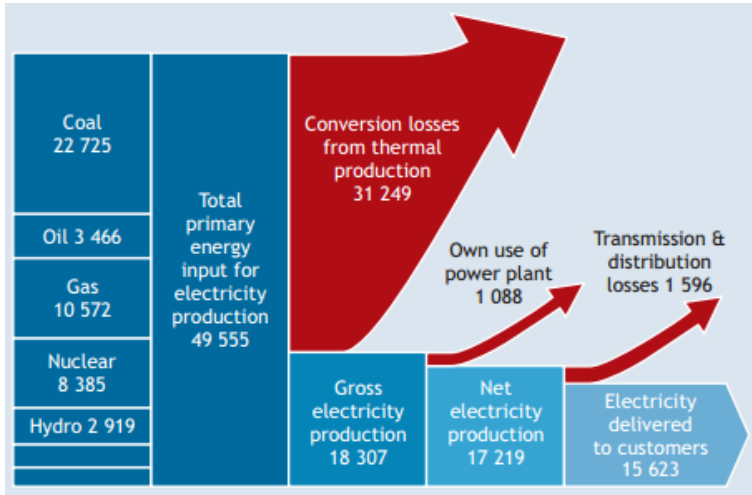 Coal
22 725
Oil 3 466
Gas
10 572
Nuclear
8 385
Hydro 2 919
Total
primary
energy
input for
electricity
production
49 555
Conversion losses
from thermal
production
31 249
Own use of
power plant
1 088
Transmission &
distribution
losses 1 596
Gross
electricity
production
18 307
Net
electricity
production
17 219
Electricity
delivered
to customers
15 623